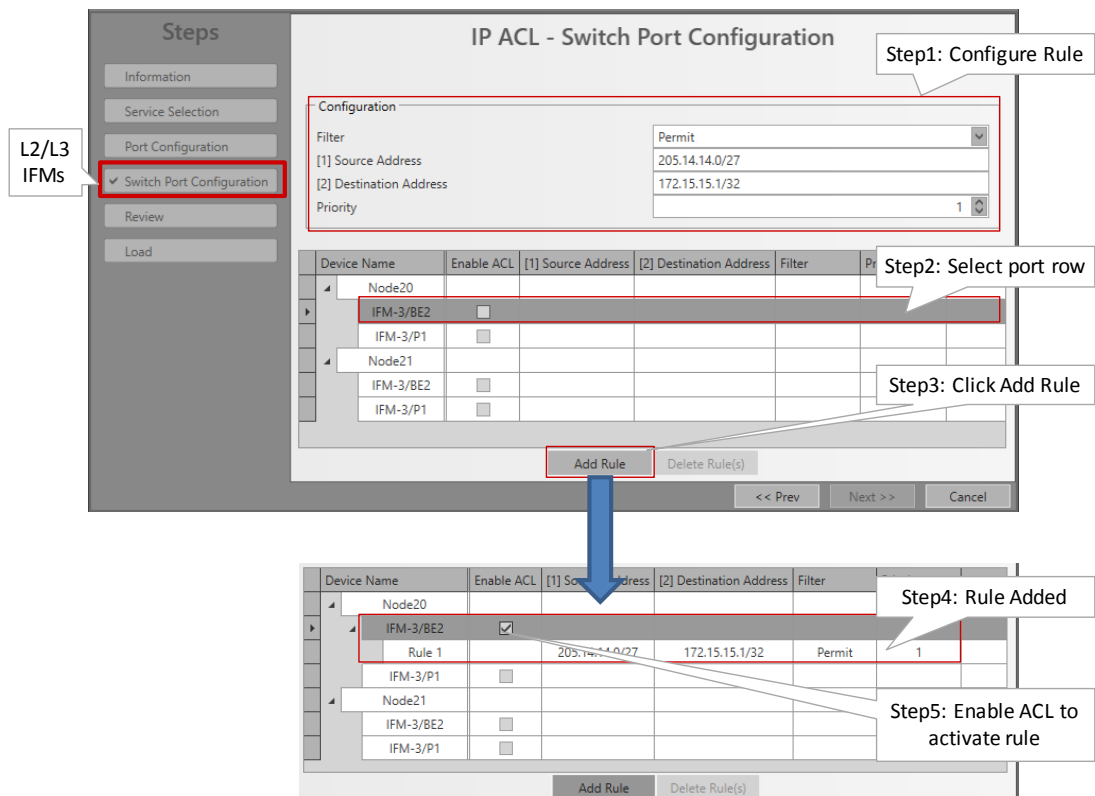 Steps
Information
Service Selection
Port Configuration
Switch Port Configuration
Review
Load
L2/L3
IFMs
IP ACL - Switch Port Configuration
Step1: Configure Rule
Configuration
Filter Permit
[1] Source Address 205.14.14.0/27
[2] Destination Address 172.15.15.1/32
Priority 1
Device Name Enable ACL [1] Source Address [2] Destination Address Filter
Step2: Select port row
Node20
IFM-3/BE2
IFM-3/P1
Node21
IFM-3/BE2
IFM-3/P1
Step3: Click Add Rule
Add Rule Delete Rule(s)
<< Prev Next >> Cancel
Device Name Enable ACL [1] [2] Destination Address Filter
Step4: Rule Added
Node20
IFM-3/BE2
Rule 1 172.15.15.1/32 Permit 1
IFM-3/P1
Node21
IFM-3/BE2
IFM-3/P1
Step5: Enable ACL to
activate rule
Add Rule Delete Rule(s)